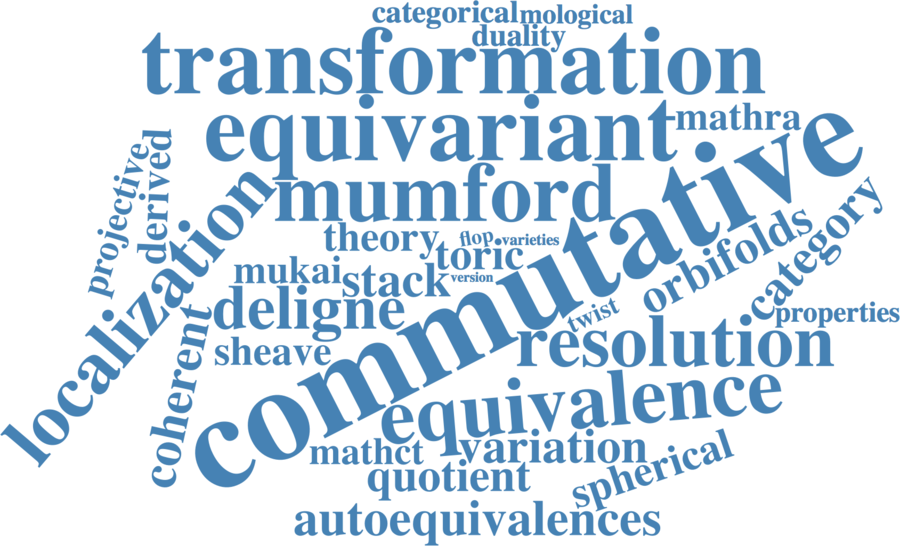 categorical
mological
duality
transformation
equivariant
mathra
commutative
projective
derived
localization
mumford
theory
flop
varieties
toric
category
orbifolds
mukai
stack
version
deligne
twist
properties
coherent
sheave
resolution
equivalence
mathct
variation
quotient
spherical
autoequivalences